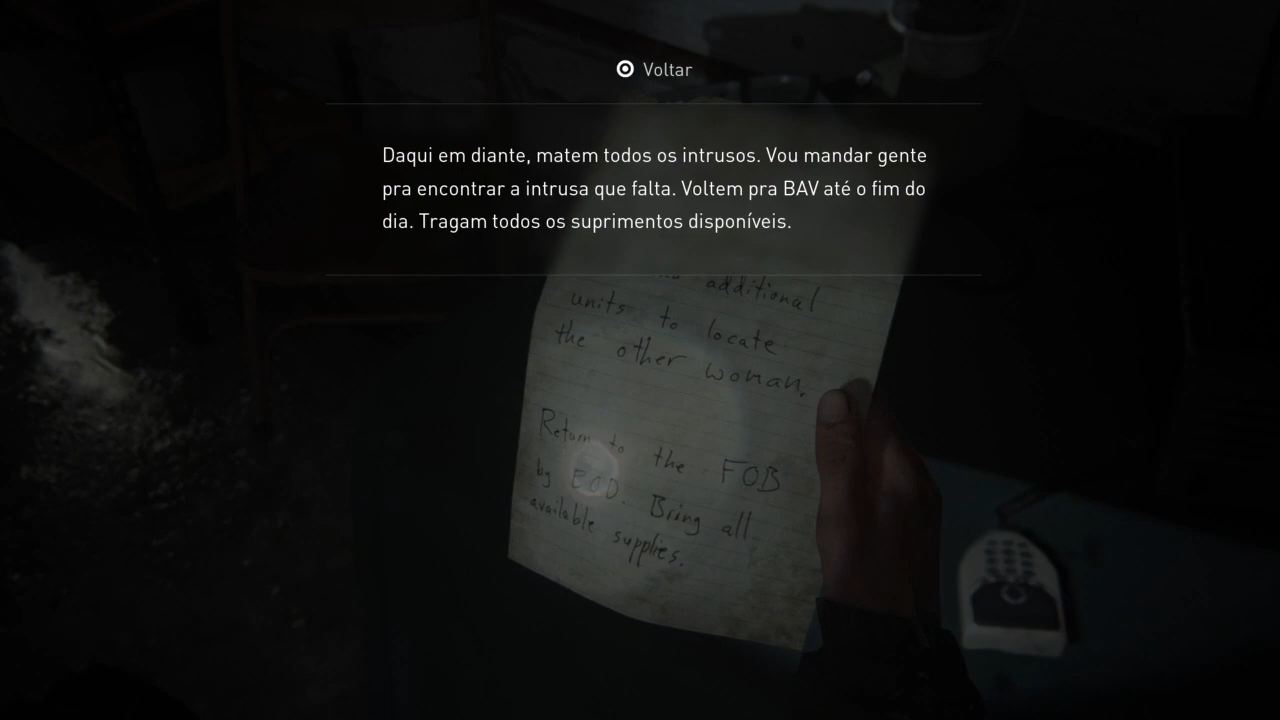 Voltar
Daqui em diante, matem todos os intrusos. Vou mandar gente
pra encontrar a intrusa que falta. Voltem pra BAV até o fim do
dia. Tragam todos os suprimentos disponíveis.
additional
units to locate
the other woman.
Return to the FOB
by EOD. Bring all
available supplies.